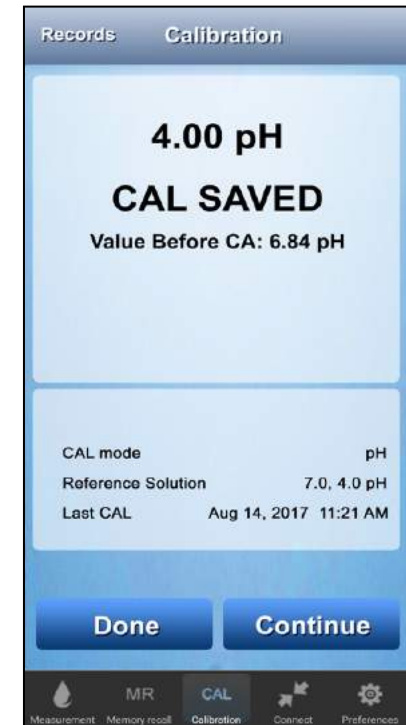 Records Calibration
4.00 pH
CAL SAVED
Value Before CA: 6.84 pH
CAL mode pH
Reference Solution 7.0, 4.0 pH
Last CAL Aug 14, 2017 11:21 AM
Done Continue
MR CAL
Measurement Memory recall Calibration Connect Preferences